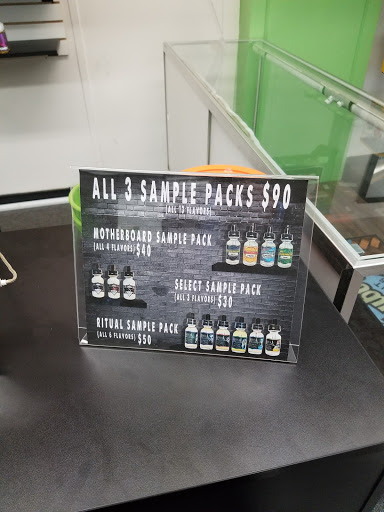 ALL 3 SAMPLE PACKS $90
(ALL 13 FLAVORS)
MOTHERBOARD SAMPLE PACK
(ALL 4 FLAVORS) $40
SELECT SAMPLE PACK
(ALL 3 FLAVORS) $30
RITUAL SAMPLE PACK
(ALL 6 FLAVORS) $50